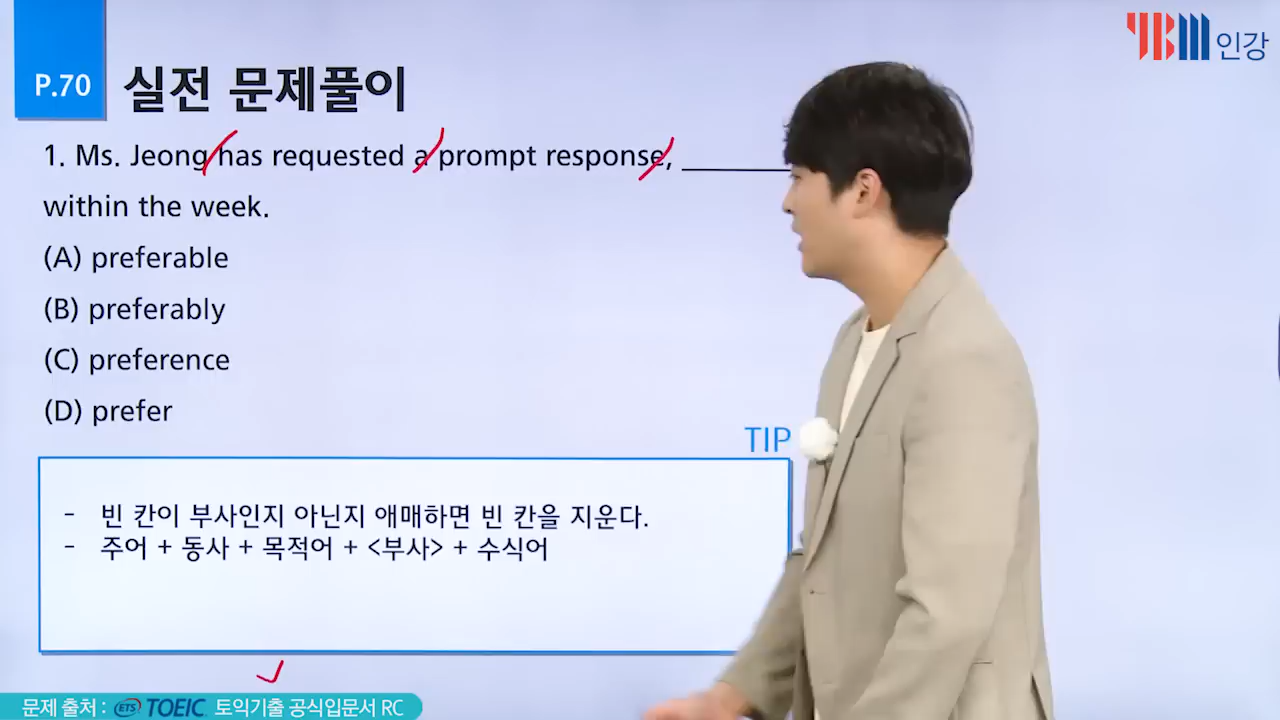 YBM 인강
P.70 실전 문제풀이
1. Ms. Jeong has requested a prompt response, ______
within the week.
(A) preferable
(B) preferably
(C) preference
(D) prefer
TIP
- 빈 칸이 부사인지 아닌지 애매하면 빈 칸을 지운다.
- 주어 + 동사 + 목적어 + <부사> + 수식어
문제 출처 : ETS TOEIC. 토익기출 공식입문서 RC